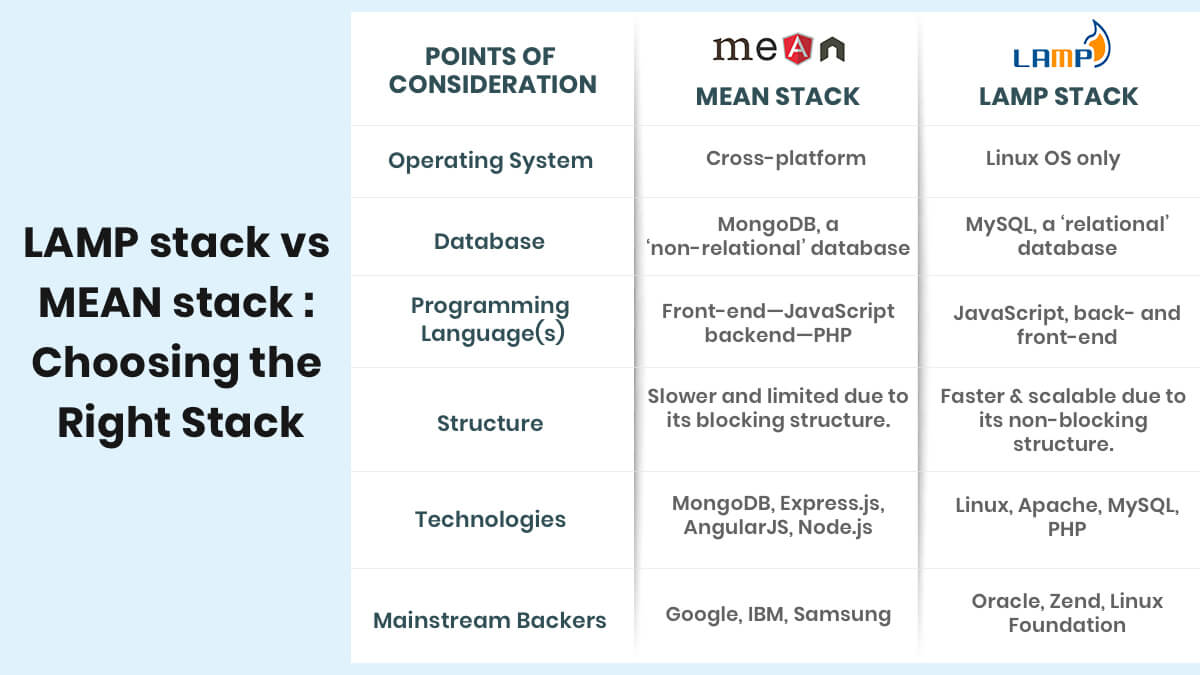 LAMP stack vs
MEAN stack :
Choosing the
Right Stack
POINTS OF
CONSIDERATION
meAn
MEAN STACK
LAMP
LAMP STACK
Operating System
Cross-platform
Linux OS only
Database
MongoDB, a
‘non-relational’ database
MySQL, a ‘relational’
database
Programming
Language(s)
Front-end—JavaScript
backend—PHP
JavaScript, back- and
front-end
Structure
Slower and limited due to
its blocking structure.
Faster & scalable due to
its non-blocking
structure.
Technologies
MongoDB, Express.js,
AngularJS, Node.js
Linux, Apache, MySQL,
PHP
Mainstream Backers
Google, IBM, Samsung
Oracle, Zend, Linux
Foundation